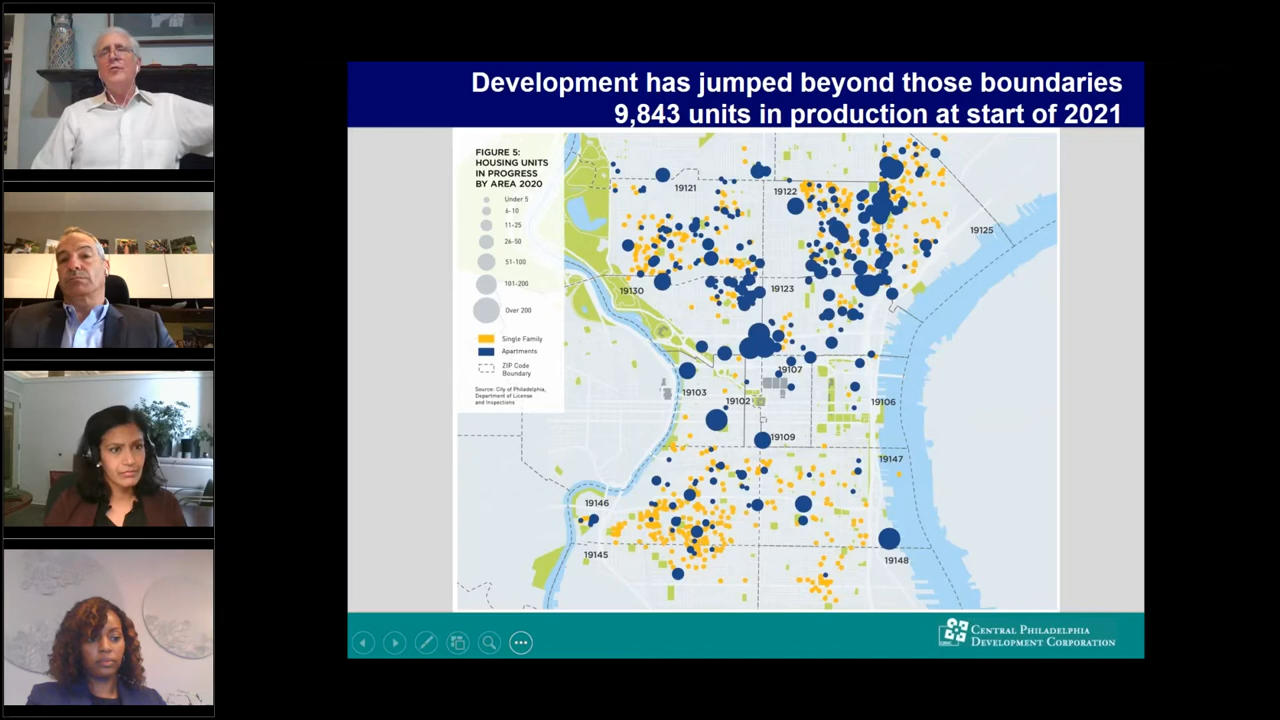 Development has jumped beyond those boundaries
9,843 units in production at start of 2021
FIGURE 5:
HOUSING UNITS
IN PROGRESS
BY AREA 2020
Under 5
6-10
11-25
26-50
51-100
101-200
Over 200
Single Family
Apartments
ZIP Code
Boundary
Source: City of Philadelphia,
Department of License
and Inspections
19121
19122
19125
19130
19123
19107
19103
19102
19106
19109
19147
19146
19145
19148
CENTRAL PHILADELPHIA
DEVELOPMENT CORPORATION